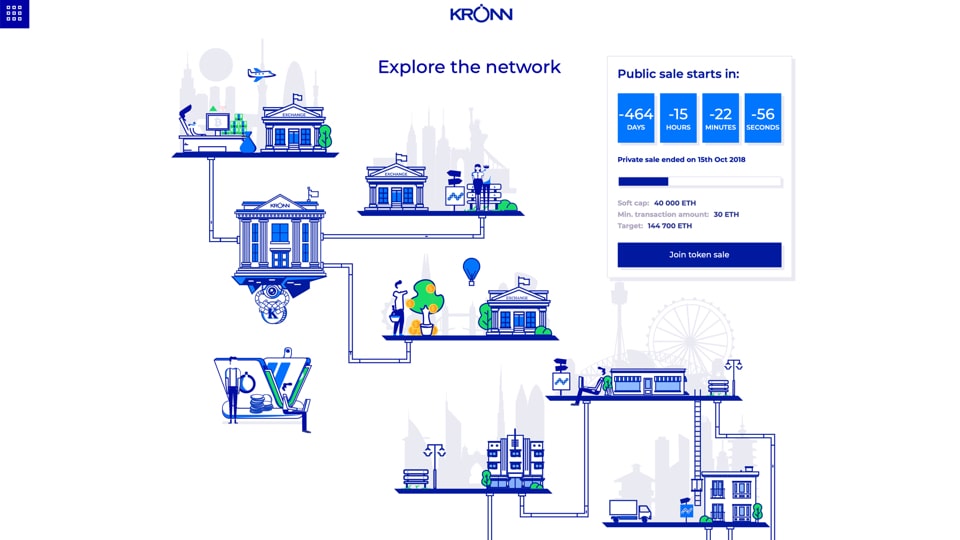 KRÖNN
Explore the network
Public sale starts in:
-464 -15 -22 -56
DAYS HOURS MINUTES SECONDS
Private sale ended on 15th Oct 2018
Soft cap: 40 000 ETH
Min. transaction amount: 30 ETH
Target: 144 700 ETH
Join token sale
EXCHANGE
EXCHANGE
KRÖNN
K
EXCHANGE